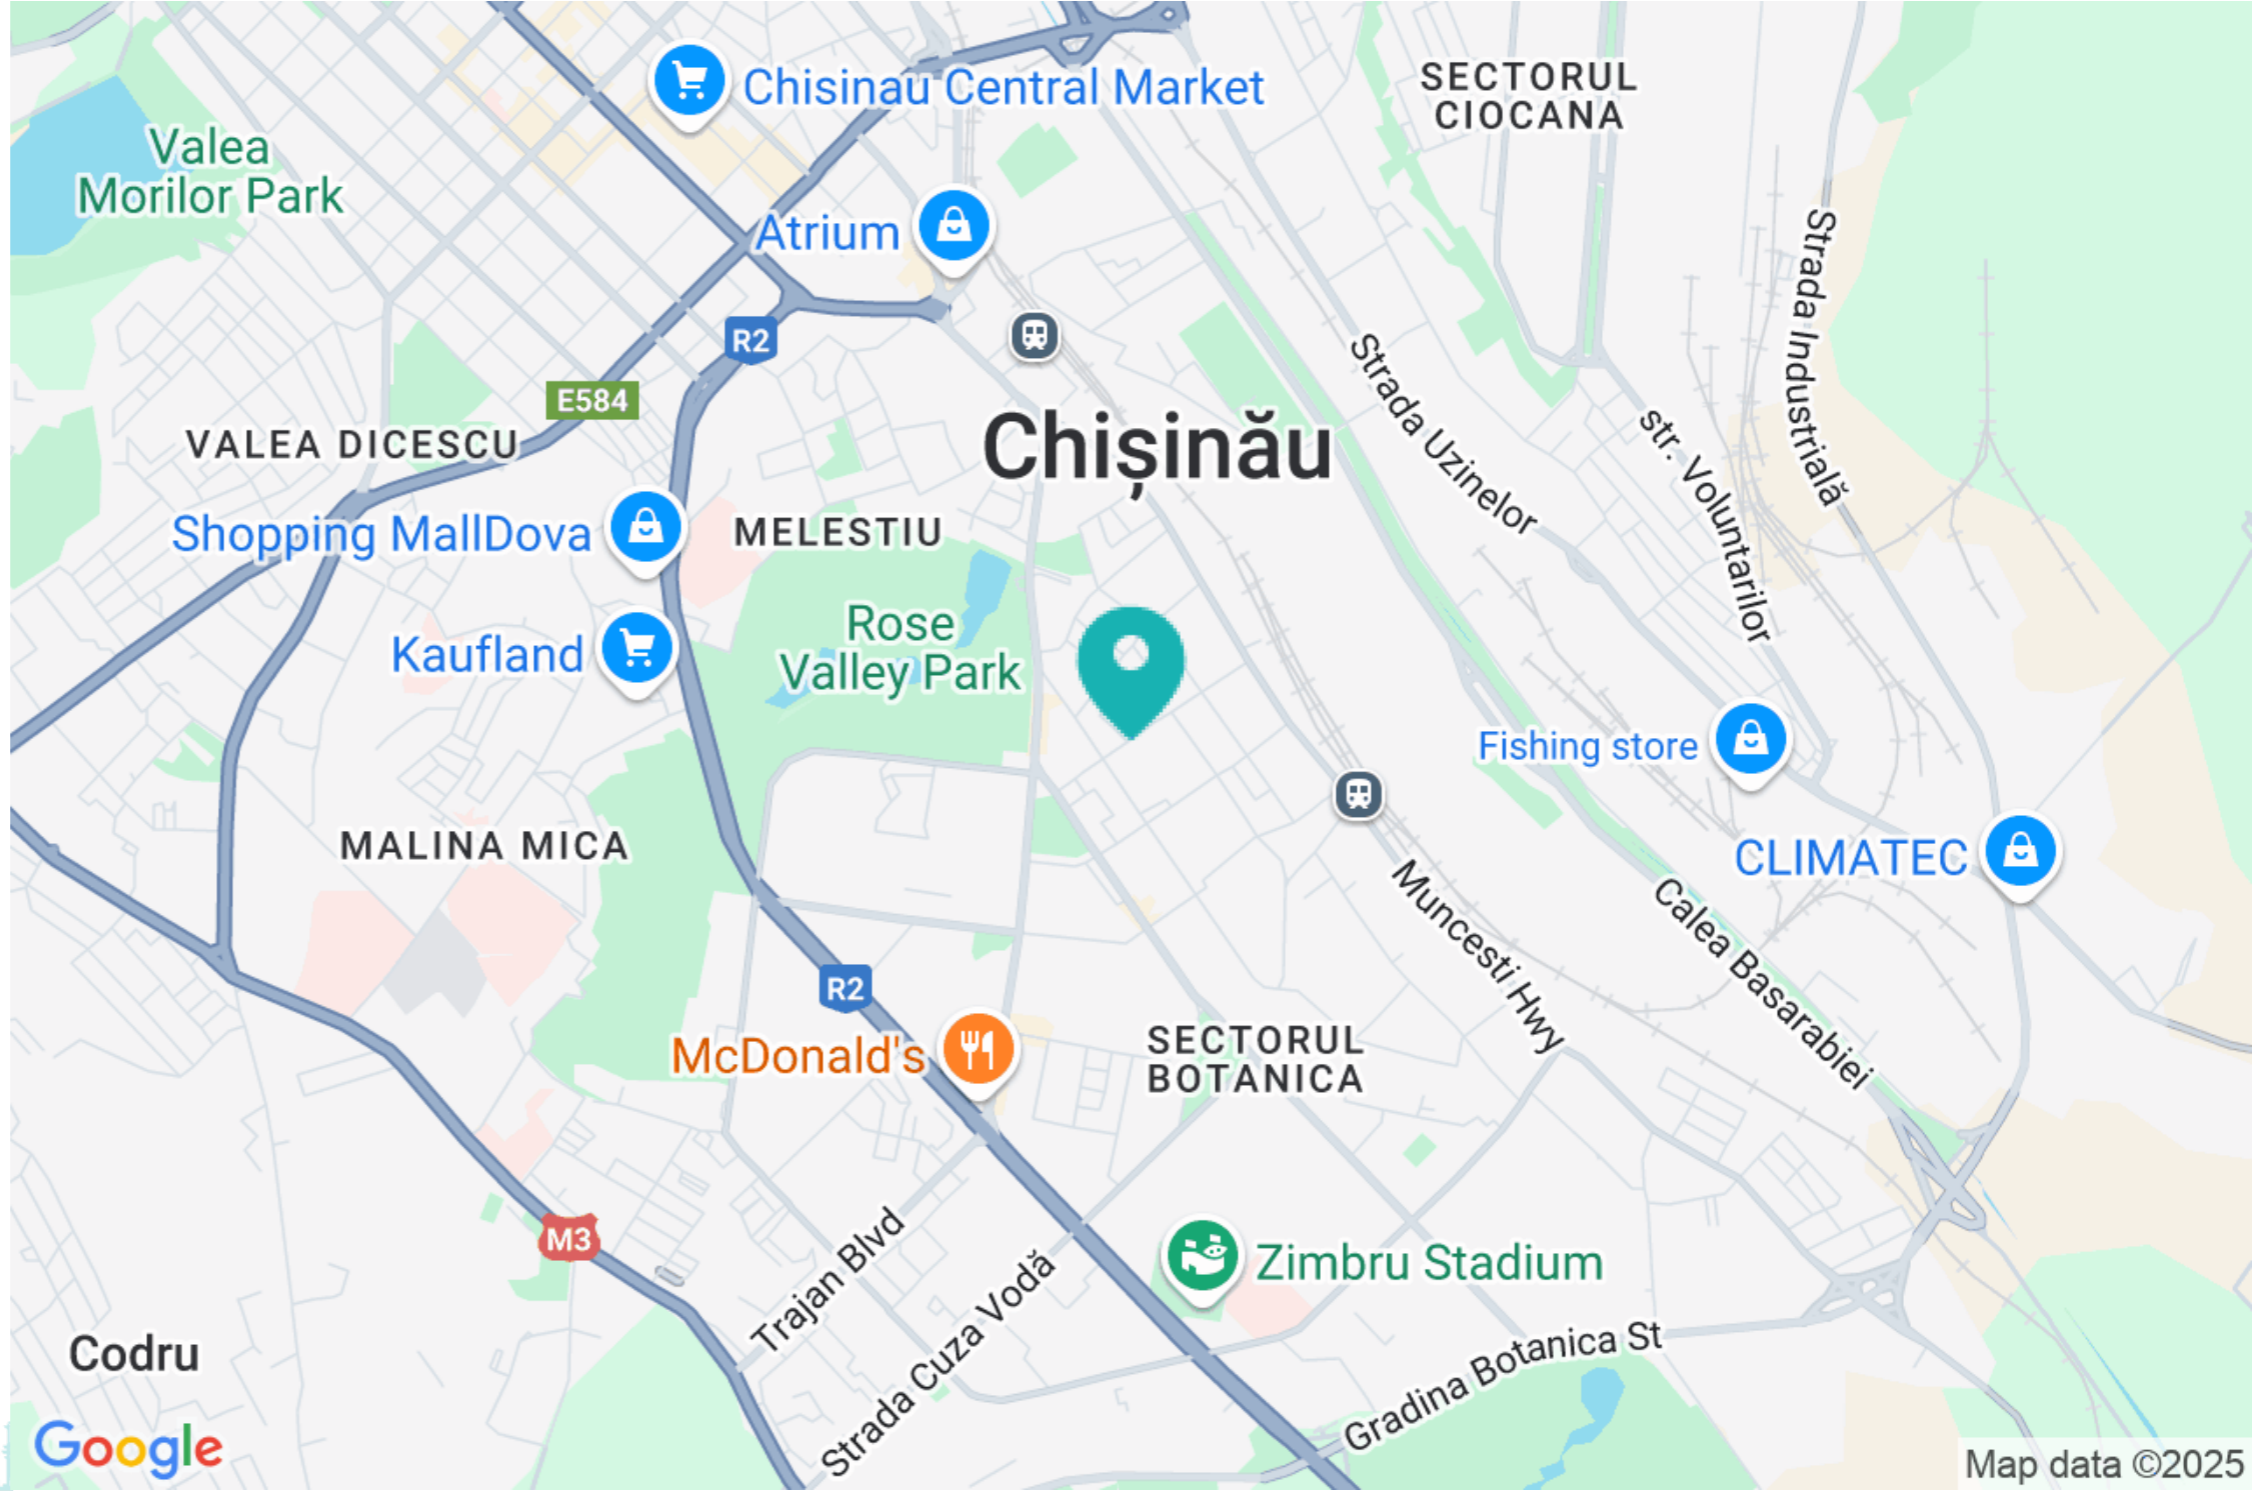 Chisinau Central Market
SECTORUL
CIOCANA
Valea
Morilor Park
Atrium
Strada Industrială
R2
E584
Strada Uzinelor
str. Voluntarilor
VALEA DICESCU
Chișinău
Shopping MallDova
MELESTIU
Rose
Valley Park
Kaufland
Fishing store
MALINA MICA
CLIMATEC
Muncesti Hwy
Calea Basarabiei
R2
McDonald's
SECTORUL
BOTANICA
M3
Trajan Blvd
Strada Cuza Vodă
Zimbru Stadium
Gradina Botanica St
Codru
Google
Map data ©2025